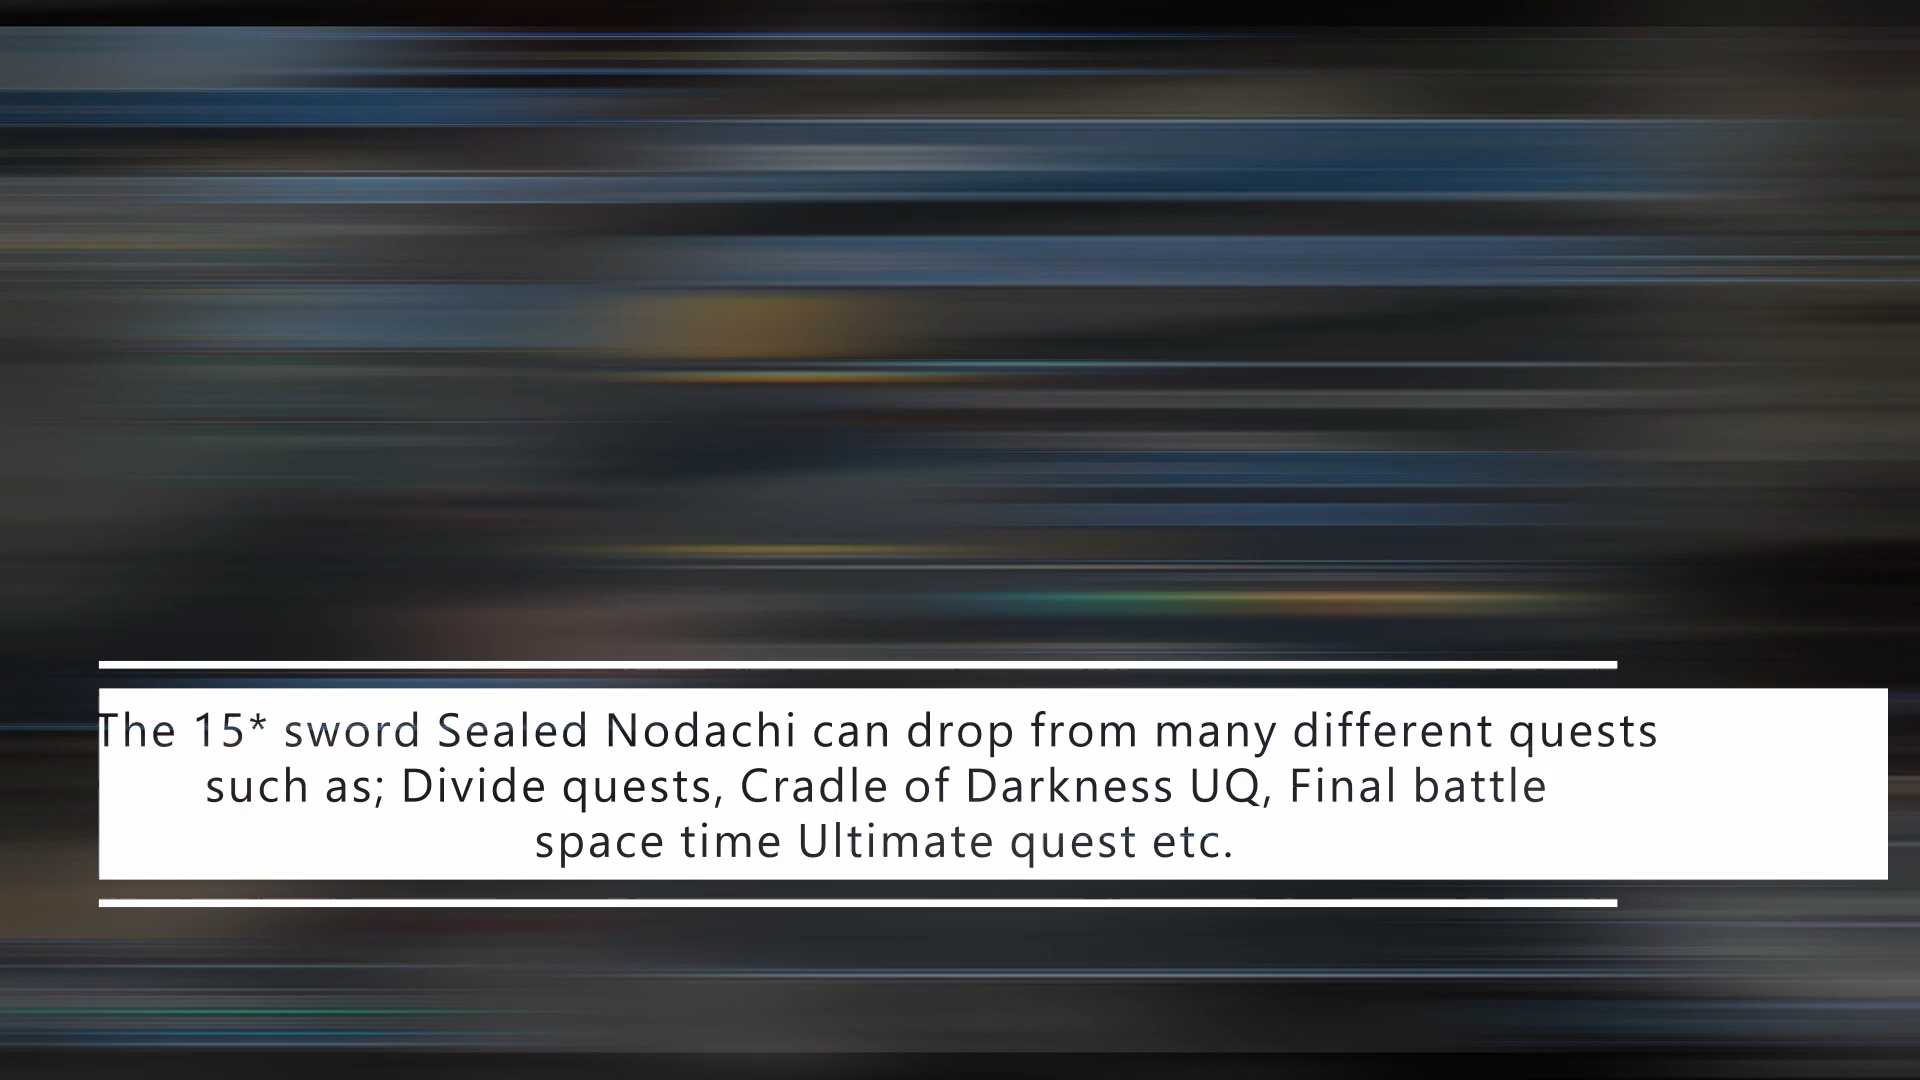 The 15* sword Sealed Nodachi can drop from many different quests
such as; Divide quests, Cradle of Darkness UQ, Final battle
space time Ultimate quest etc.